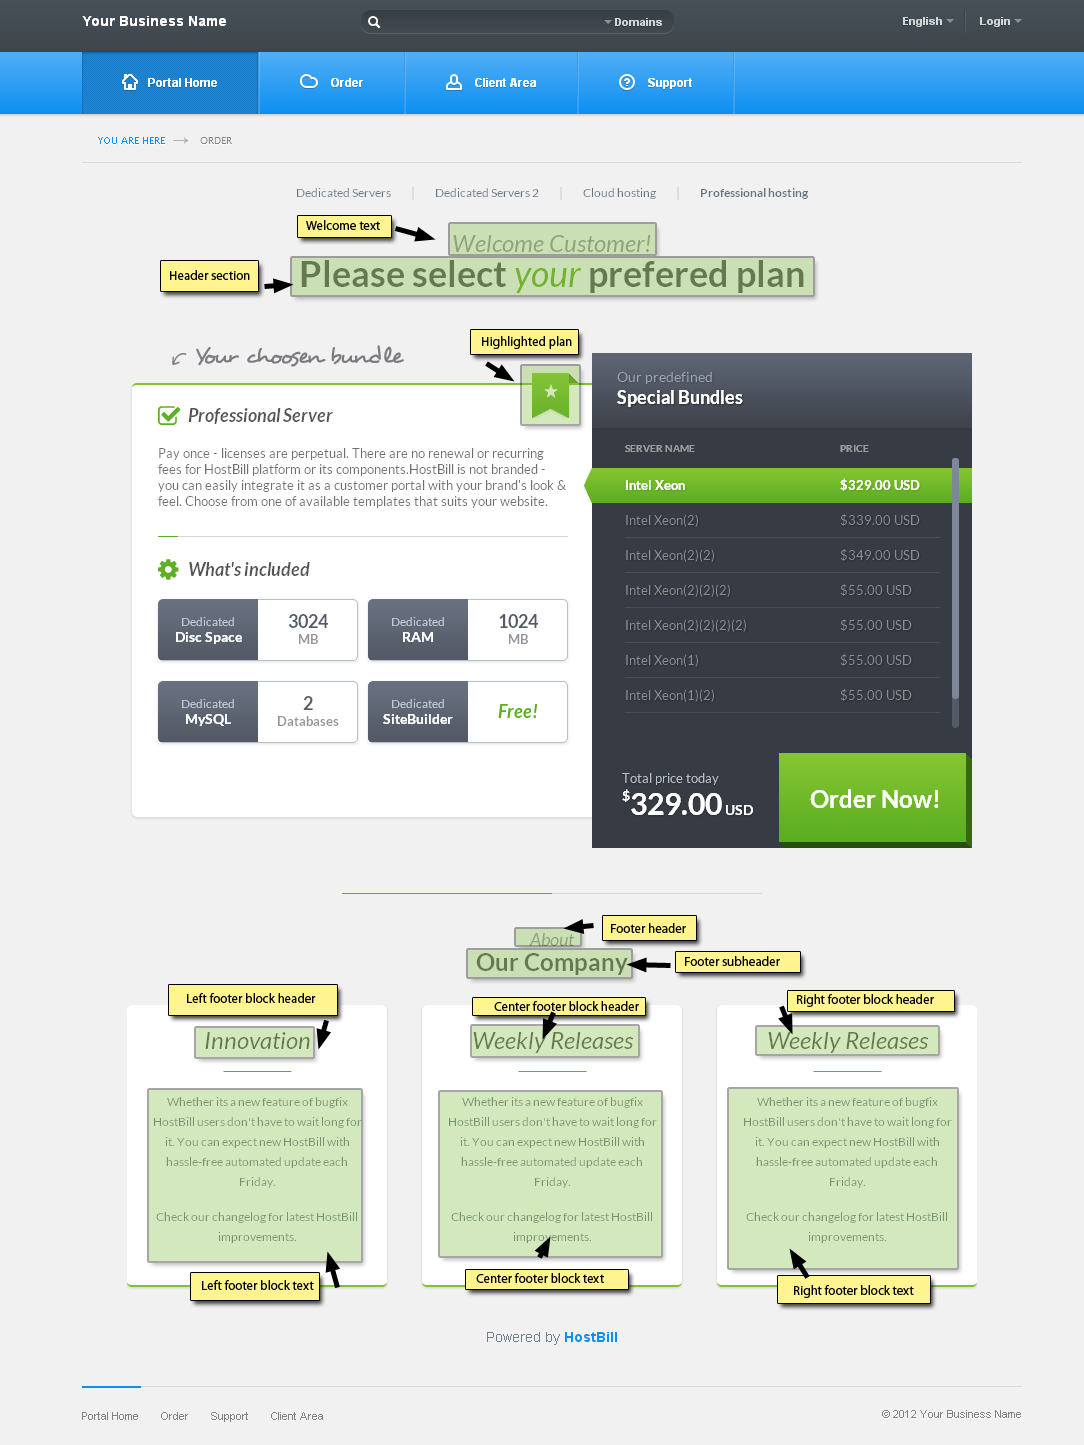 Your Business Name
Domains
English
Login
Portal Home
Order
Client Area
Support
YOU ARE HERE
ORDER
Dedicated Servers
Dedicated Servers 2
Cloud hosting
Professional hosting
Welcome text
Welcome Customer!
Header section
Please select your prefered plan
Highlighted plan
Your choosen bundle
Professional Server
Pay once - licenses are perpetual. There are no renewal or recurring
fees for HostBill platform or its components.HostBill is not branded -
you can easily integrate it as a customer portal with your brand's look &
feel. Choose from one of available templates that suits your website.
What's included
Dedicated
Disc Space
3024
MB
Dedicated
RAM
1024
MB
Dedicated
MySQL
2
Databases
Dedicated
SiteBuilder
Free!
Our predefined
Special Bundles
SERVER NAME PRICE
Intel Xeon $329.00 USD
Intel Xeon(2) $339.00 USD
Intel Xeon(2)(2) $349.00 USD
Intel Xeon(2)(2)(2) $55.00 USD
Intel Xeon(2)(2)(2)(2) $55.00 USD
Intel Xeon(1) $55.00 USD
Intel Xeon(1)(2) $55.00 USD
Total price today
$329.00 USD
Order Now!
Footer header
About
Footer subheader
Our Company
Left footer block header
Innovation
Whether its a new feature of bugfix
HostBill users don't have to wait long for
it. You can expect new HostBill with
hassle-free automated update each
Friday.
Check our changelog for latest HostBill
improvements.
Left footer block text
Center footer block header
Weekly Releases
Whether its a new feature of bugfix
HostBill users don't have to wait long for
it. You can expect new HostBill with
hassle-free automated update each
Friday.
Check our changelog for latest HostBill
improvements.
Center footer block text
Right footer block header
Weekly Releases
Whether its a new feature of bugfix
HostBill users don't have to wait long for
it. You can expect new HostBill with
hassle-free automated update each
Friday.
Check our changelog for latest HostBill
improvements.
Right footer block text
Powered by HostBill
Portal Home
Order
Support
Client Area
© 2012 Your Business Name